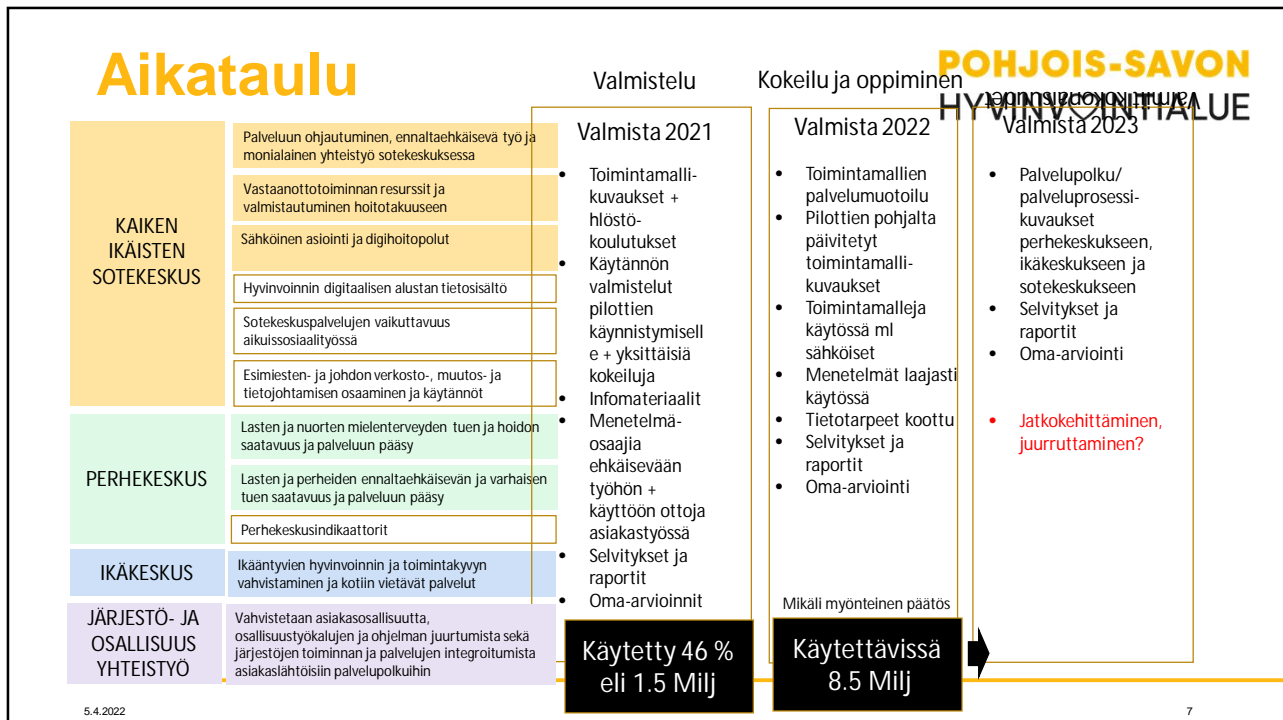 Aikataulu
POHJOIS-SAVON
HYVINVOINTIALUE
KAIKEN
IKÄISTEN
SOTEKESKUS
Palveluun ohjautuminen, ennaltaehkäisevä työ ja
monialainen yhteistyö sotekeskuksessa
Vastaanottotoiminnan resurssit ja
valmistautuminen hoitotakuuseen
Sähköinen asiointi ja digihoitopolut
Hyvinvoinnin digitaalisen alustan tietosisältö
Sotekeskuspalvelujen vaikuttavuus
aikuissosiaalityössä
Esimiesten- ja johdon verkosto-, muutos- ja
tietojohtamisen osaaminen ja käytännöt
PERHEKESKUS
Lasten ja nuorten mielenterveyden tuen ja hoidon
saatavuus ja palveluun pääsy
Lasten ja perheiden ennaltaehkäisevän ja varhaisen
tuen saatavuus ja palveluun pääsy
Perhekeskusindikaattorit
IKÄKESKUS
Ikääntyvien hyvinvoinnin ja toimintakyvyn
vahvistaminen ja kotiin vietävät palvelut
JÄRJESTÖ- JA
OSALLISUUS
YHTEISTYÖ
Vahvistetaan asiakasosallisuutta,
osallisuustyökalujen ja ohjelman juurtumista sekä
järjestöjen toiminnan ja palvelujen integroitumista
asiakaslähtöisiin palvelupolkuihin
Valmistelu
Valmista 2021
• Toimintamalli-
kuvaukset +
hlöstö-
koulutukset
• Käytännön
valmistelut
pilottien
käynnistymisell
e + yksittäisiä
kokeiluja
• Infomateriaalit
• Menetelmä-
osaajia
ehkäisevään
työhön +
käyttöön ottoja
asiakastyössä
• Selvitykset ja
raportit
• Oma-arvioinnit
Käytetty 46 %
eli 1.5 Milj
Kokeilu ja oppiminen
Valmista 2022
• Toimintamallien
palvelumuotoilu
• Pilottien pohjalta
päivitetyt
toimintamalli-
kuvaukset
• Toimintamalleja
käytössä ml
sähköiset
• Menetelmät laajasti
käytössä
• Tietotarpeet koottu
• Selvitykset ja
raportit
• Oma-arviointi
Mikäli myönteinen päätös
Käytettävissä
8.5 Milj
Valmiit kokonaisuudet
Valmista 2023
• Palvelupolku/
palveluprosessi-
kuvaukset
perhekeskukseen,
ikäkeskukseen ja
sotekeskukseen
• Selvitykset ja
raportit
• Oma-arviointi
• Jatkokehittäminen,
juurruttaminen?
5.4.2022
7